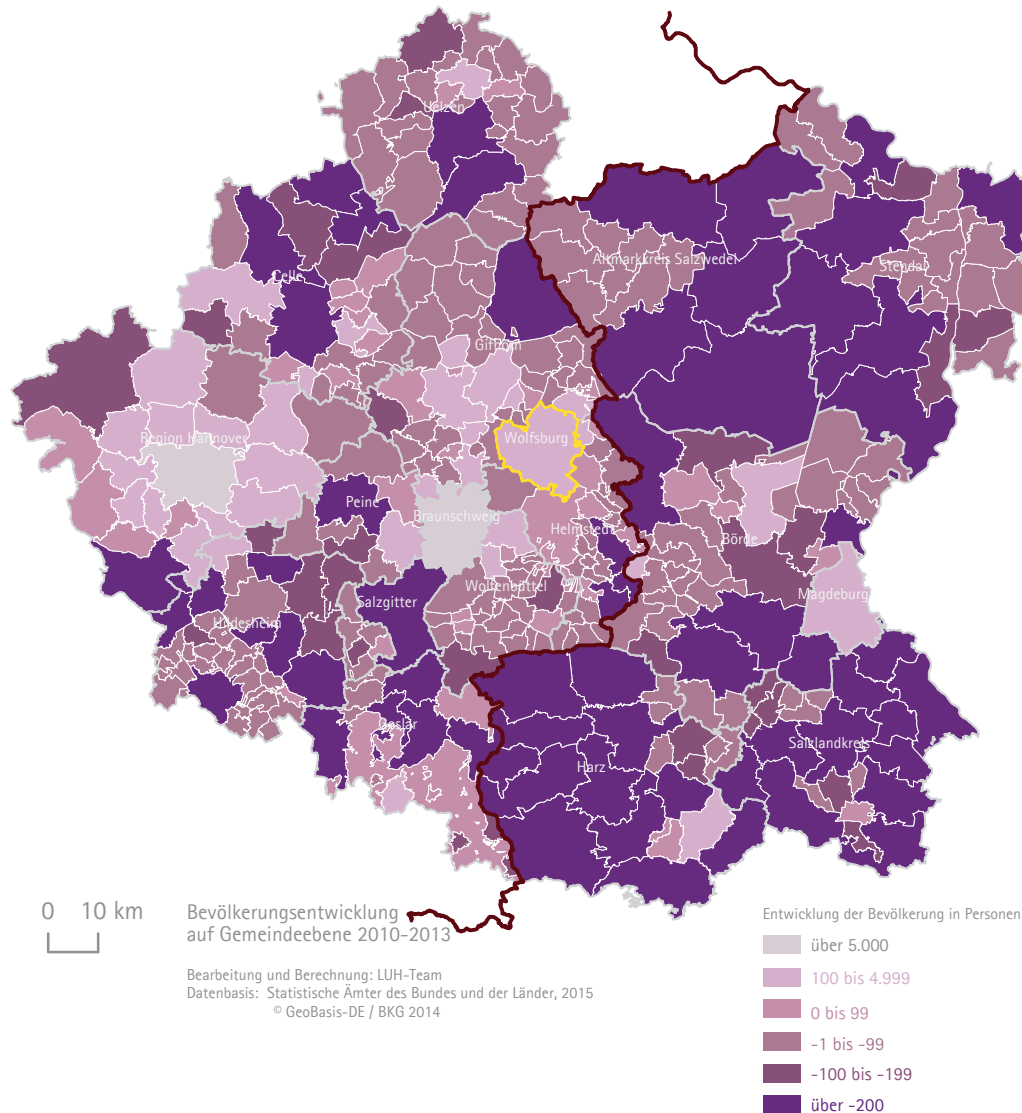 Uelzen
Altmarkkreis Salzwedel
Stendal
Celle
Gifhorn
Region Hannover
Wolfsburg
Peine
Braunschweig
Helmstedt
Börde
Wolfenbüttel
Magdeburg
Salzgitter
Hildesheim
Goslar
Salzlandkreis
Harz
0 10 km
Bevölkerungsentwicklung
auf Gemeindeebene 2010-2013
Bearbeitung und Berechnung: LUH-Team
Datenbasis: Statistische Ämter des Bundes und der Länder, 2015
© GeoBasis-DE / BKG 2014
Entwicklung der Bevölkerung in Personen
über 5.000
100 bis 4.999
0 bis 99
-1 bis -99
-100 bis -199
über -200